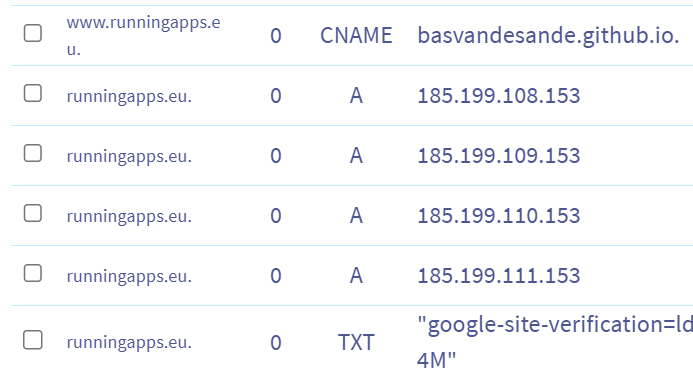 www.runningapps.e
u. 0 CNAME basvandesande.github.io.
runningapps.eu. 0 A 185.199.108.153
runningapps.eu. 0 A 185.199.109.153
runningapps.eu. 0 A 185.199.110.153
runningapps.eu. 0 A 185.199.111.153
runningapps.eu. 0 TXT "google-site-verification=ld
4M"